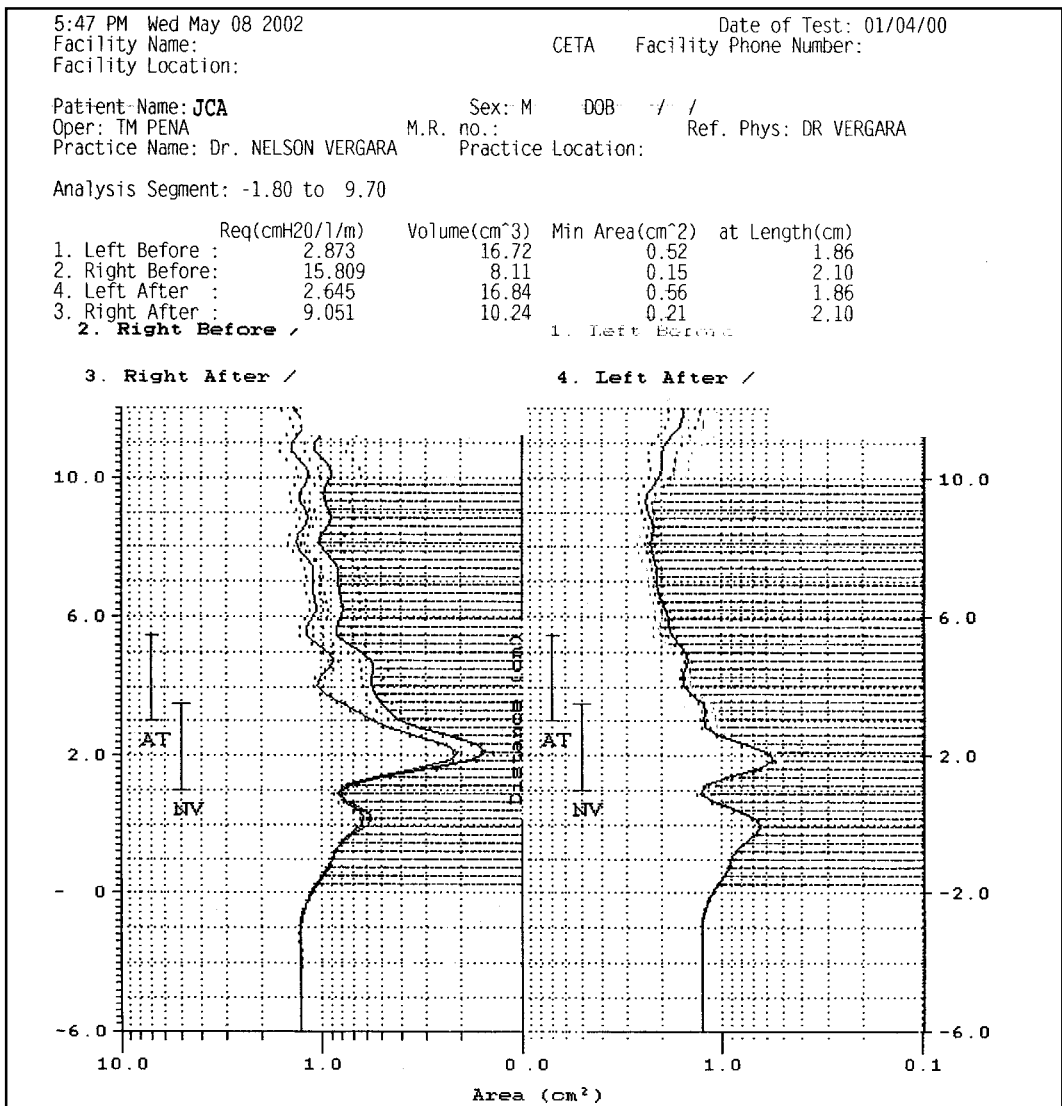 5:47 PM Wed May 08 2002 Date of Test: 01/04/00
Facility Name: CETA Facility Phone Number:
Facility Location:
Patient Name: JCA Sex: M DOB / /
Oper: TM PENA M.R. no.: Ref. Phys: DR VERGARA
Practice Name: Dr. NELSON VERGARA Practice Location:
Analysis Segment: -1.80 to 9.70
Req(cmH20/l/m) Volume(cm^3) Min Area(cm^2) at Length(cm)
1. Left Before : 2.873 16.72 0.52 1.86
2. Right Before: 15.809 8.11 0.15 2.10
4. Left After : 2.645 16.84 0.56 1.86
3. Right After : 9.051 10.24 0.21 2.10
2. Right Before / 1. Left Before
3. Right After / 4. Left After /
10.0 10.0
6.0 6.0
Distance (cm)
AT AT
2.0 2.0
NV NV
- 0 -2.0
-6.0 -6.0
10.0 1.0 0.0 1.0 0.1
Area (cm²)